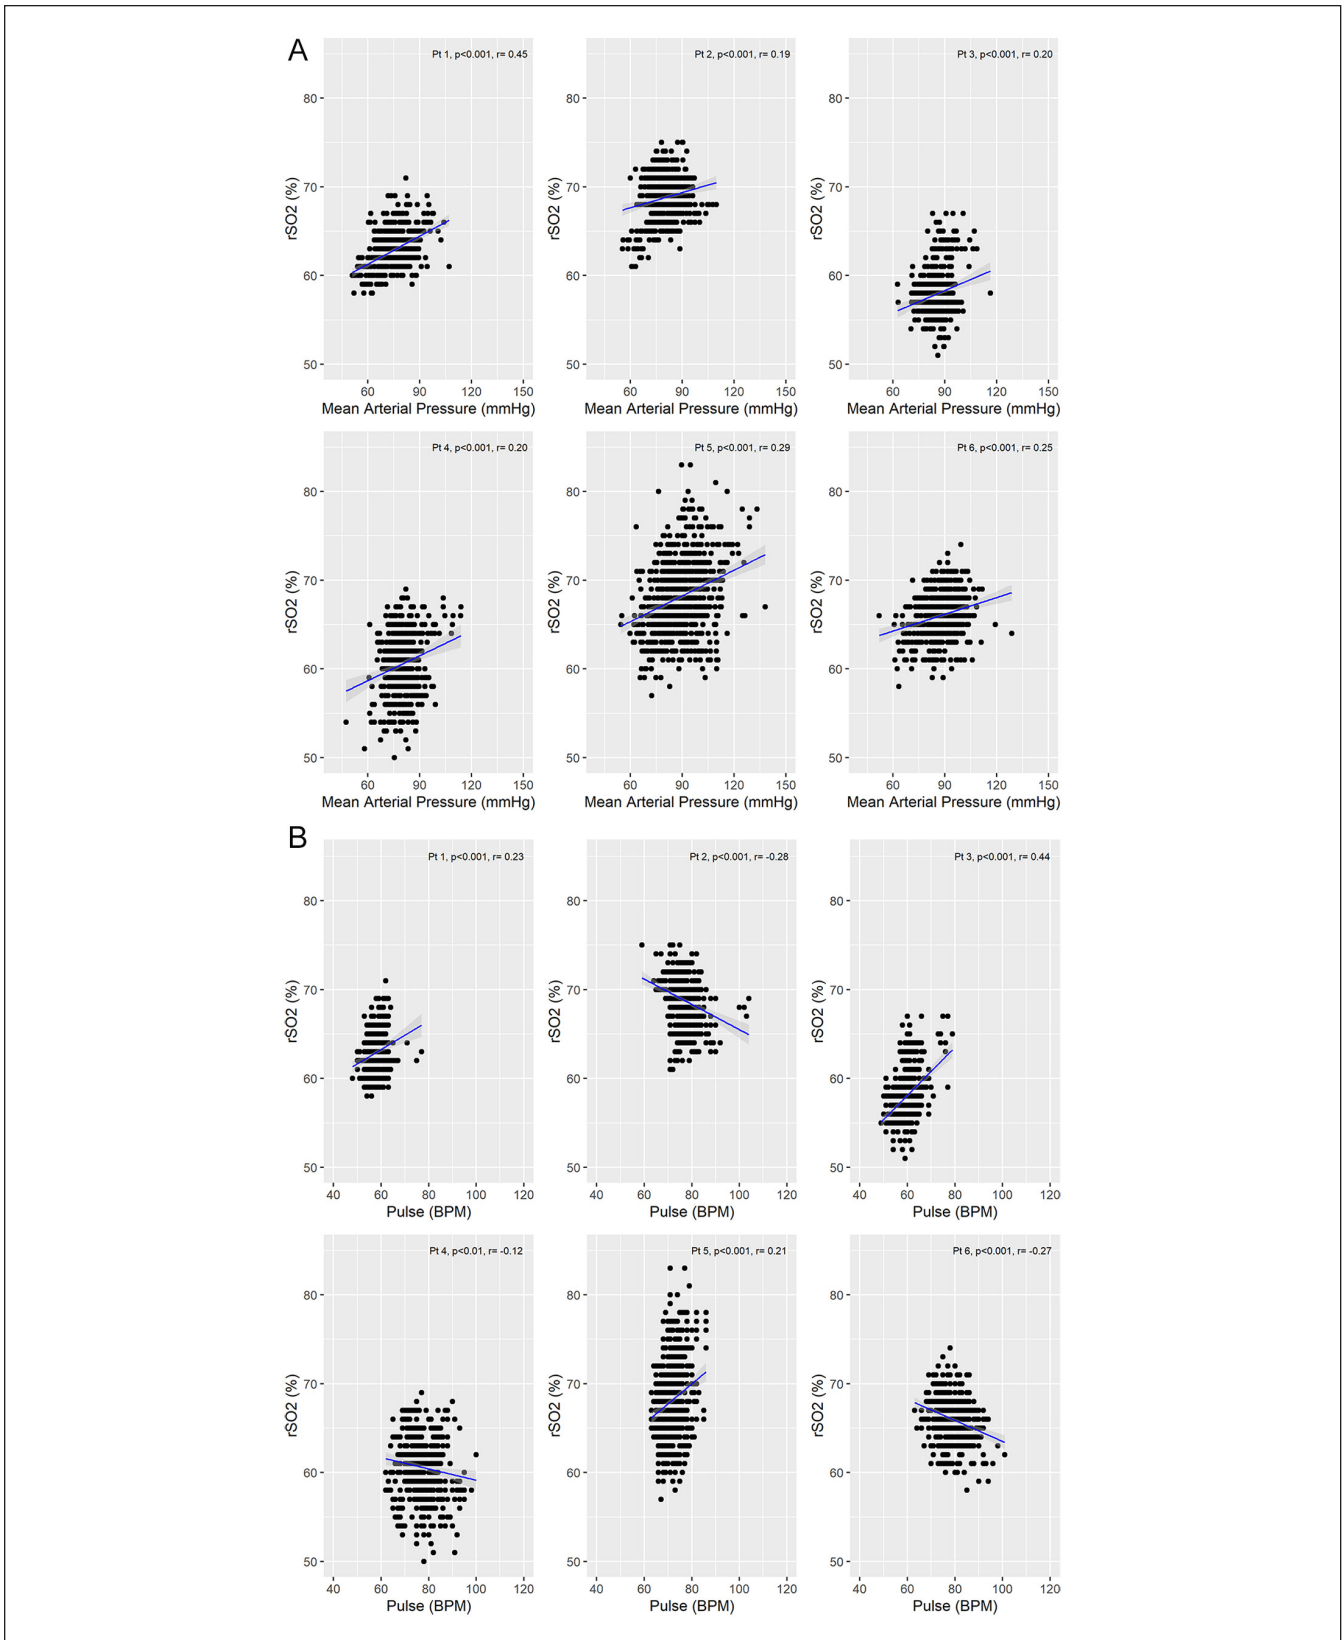 A
Pt 1, p<0.001, r= 0.45
Pt 2, p<0.001, r= 0.19
Pt 3, p<0.001, r= 0.20
80
70
60
50
rSO2 (%)
60 90 120 150
Mean Arterial Pressure (mmHg)
80
70
60
50
rSO2 (%)
60 90 120 150
Mean Arterial Pressure (mmHg)
80
70
60
50
rSO2 (%)
60 90 120 150
Mean Arterial Pressure (mmHg)
Pt 4, p<0.001, r= 0.20
Pt 5, p<0.001, r= 0.29
Pt 6, p<0.001, r= 0.25
80
70
60
50
rSO2 (%)
60 90 120 150
Mean Arterial Pressure (mmHg)
80
70
60
50
rSO2 (%)
60 90 120 150
Mean Arterial Pressure (mmHg)
80
70
60
50
rSO2 (%)
60 90 120 150
Mean Arterial Pressure (mmHg)
B
Pt 1, p<0.001, r= 0.23
Pt 2, p<0.001, r= -0.28
Pt 3, p<0.001, r= 0.44
80
70
60
50
rSO2 (%)
40 60 80 100 120
Pulse (BPM)
80
70
60
50
rSO2 (%)
40 60 80 100 120
Pulse (BPM)
80
70
60
50
rSO2 (%)
40 60 80 100 120
Pulse (BPM)
Pt 4, p<0.01, r= -0.12
Pt 5, p<0.001, r= 0.21
Pt 6, p<0.001, r= -0.27
80
70
60
50
rSO2 (%)
40 60 80 100 120
Pulse (BPM)
80
70
60
50
rSO2 (%)
40 60 80 100 120
Pulse (BPM)
80
70
60
50
rSO2 (%)
40 60 80 100 120
Pulse (BPM)